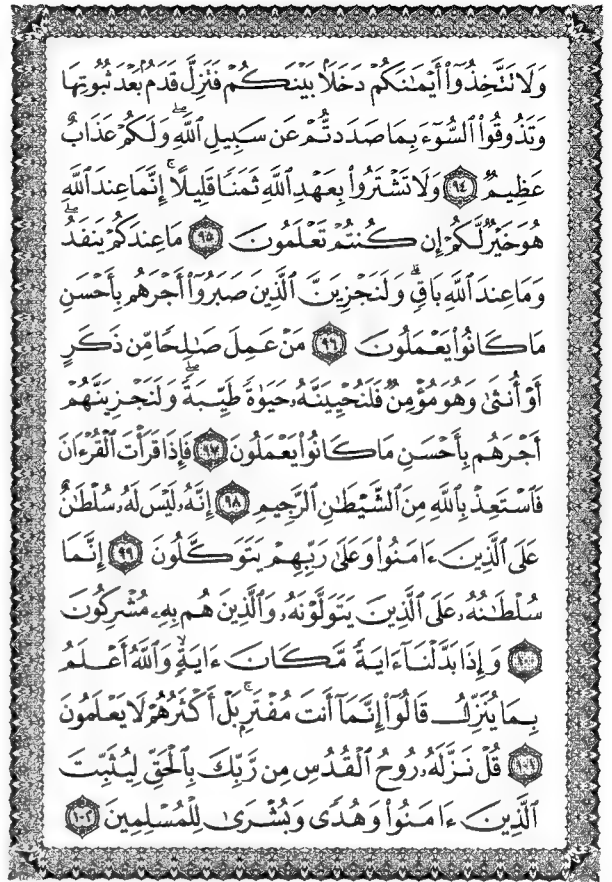 وَلَا تَتَّخِذُوٓا۟ أَيْمَـٰنَكُمْ دَخَلًۢا بَيْنَكُمْ فَتَزِلَّ قَدَمٌۢ بَعْدَ ثُبُوتِهَا
وَتَذُوقُوا۟ ٱلسُّوٓءَ بِمَا صَدَدتُّمْ عَن سَبِيلِ ٱللَّهِ ۖ وَلَكُمْ عَذَابٌ
عَظِيمٌ ﴿٩٤﴾ وَلَا تَشْتَرُوا۟ بِعَهْدِ ٱللَّهِ ثَمَنًا قَلِيلًا ۚ إِنَّمَا عِندَ ٱللَّهِ
هُوَ خَيْرٌ لَّكُمْ إِن كُنتُمْ تَعْلَمُونَ ﴿٩٥﴾ مَا عِندَكُمْ يَنفَدُ ۖ
وَمَا عِندَ ٱللَّهِ بَاقٍ ۗ وَلَنَجْزِيَنَّ ٱلَّذِينَ صَبَرُوٓا۟ أَجْرَهُم بِأَحْسَنِ
مَا كَانُوا۟ يَعْمَلُونَ ﴿٩٦﴾ مَنْ عَمِلَ صَـٰلِحًا مِّن ذَكَرٍ
أَوْ أُنثَىٰ وَهُوَ مُؤْمِنٌ فَلَنُحْيِيَنَّهُۥ حَيَوٰةً طَيِّبَةً ۖ وَلَنَجْزِيَنَّهُمْ
أَجْرَهُم بِأَحْسَنِ مَا كَانُوا۟ يَعْمَلُونَ ﴿٩٧﴾ فَإِذَا قَرَأْتَ ٱلْقُرْءَانَ
فَٱسْتَعِذْ بِٱللَّهِ مِنَ ٱلشَّيْطَـٰنِ ٱلرَّجِيمِ ﴿٩٨﴾ إِنَّهُۥ لَيْسَ لَهُۥ سُلْطَـٰنٌ
عَلَى ٱلَّذِينَ ءَامَنُوا۟ وَعَلَىٰ رَبِّهِمْ يَتَوَكَّلُونَ ﴿٩٩﴾ إِنَّمَا
سُلْطَـٰنُهُۥ عَلَى ٱلَّذِينَ يَتَوَلَّوْنَهُۥ وَٱلَّذِينَ هُم بِهِۦ مُشْرِكُونَ
﴿١٠٠﴾ وَإِذَا بَدَّلْنَآ ءَايَةً مَّكَانَ ءَايَةٍ ۙ وَٱللَّهُ أَعْلَمُ
بِمَا يُنَزِّلُ قَالُوٓا۟ إِنَّمَآ أَنتَ مُفْتَرٍۭ ۚ بَلْ أَكْثَرُهُمْ لَا يَعْلَمُونَ
﴿١٠١﴾ قُلْ نَزَّلَهُۥ رُوحُ ٱلْقُدُسِ مِن رَّبِّكَ بِٱلْحَقِّ لِيُثَبِّتَ
ٱلَّذِينَ ءَامَنُوا۟ وَهُدًى وَبُشْرَىٰ لِلْمُسْلِمِينَ ﴿١٠٢﴾